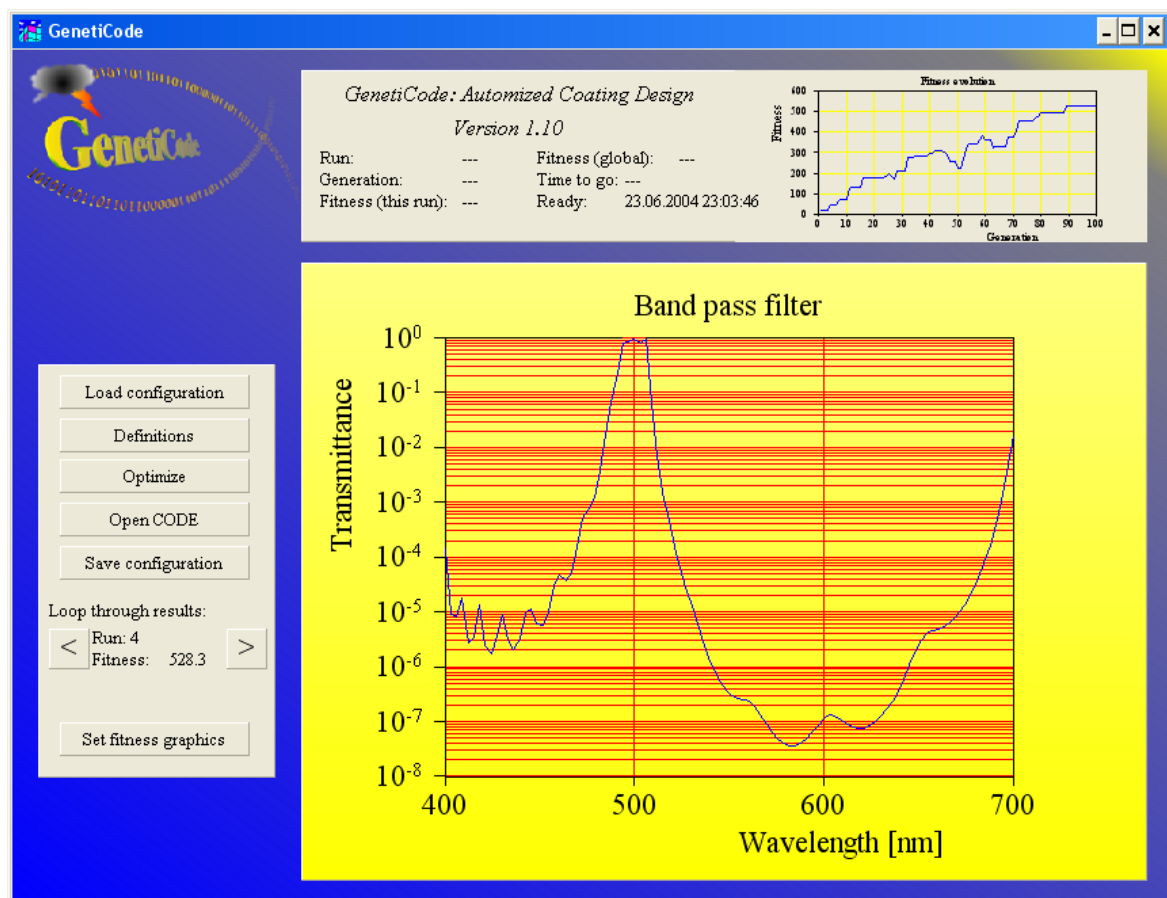 GenetiCode
GenetiCode
GenetiCode: Automized Coating Design
Version 1.10
Run: --- Fitness (global): ---
Generation: --- Time to go: ---
Fitness (this run): --- Ready: 23.06.2004 23:03:46
Fitness evolution
Fitness
600
500
400
300
200
100
0
0 10 20 30 40 50 60 70 80 90 100
Generation
Load configuration
Definitions
Optimize
Open CODE
Save configuration
Loop through results:
< Run: 4 >
Fitness: 528.3
Set fitness graphics
Band pass filter
Transmittance
10⁰
10⁻¹
10⁻²
10⁻³
10⁻⁴
10⁻⁵
10⁻⁶
10⁻⁷
10⁻⁸
400 500 600 700
Wavelength [nm]